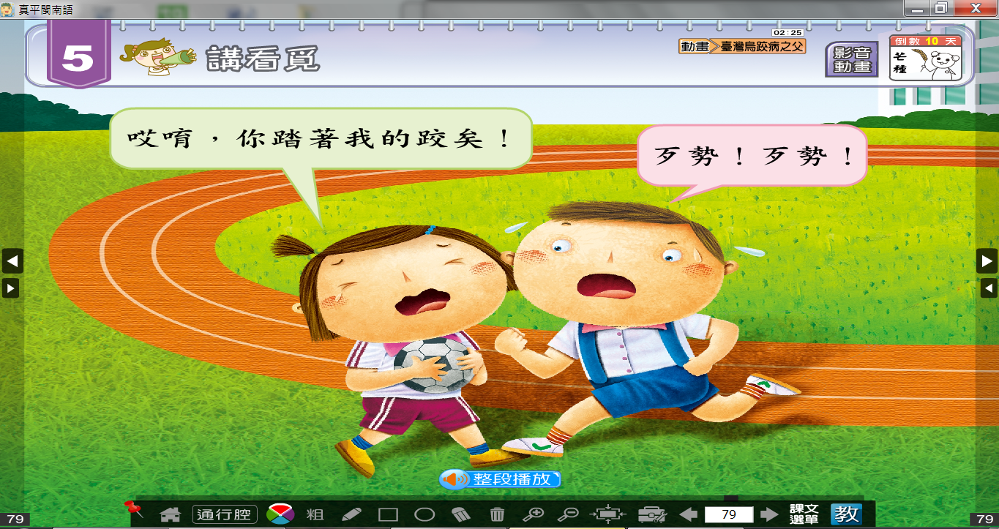 真平閩南語
5
講看覓
02:25
動畫 臺灣烏跤病之父
影音
動畫
倒數 10 天
芒
種
哎唷，你踏著我的跤矣！
歹勢！歹勢！
整段播放
79
通行腔
粗
79
課文
選單
教
79